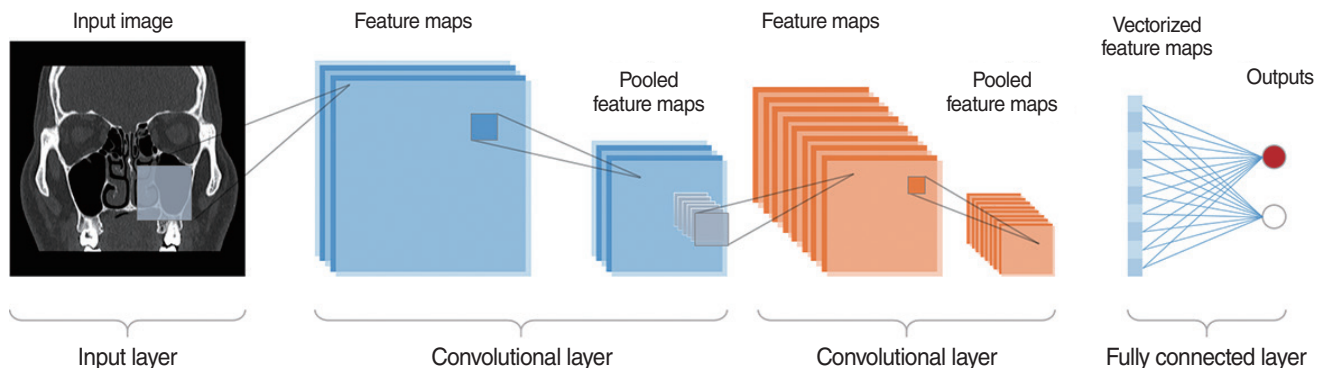 Input image
Feature maps
Pooled
feature maps
Feature maps
Pooled
feature maps
Vectorized
feature maps
Outputs
Input layer
Convolutional layer
Convolutional layer
Fully connected layer